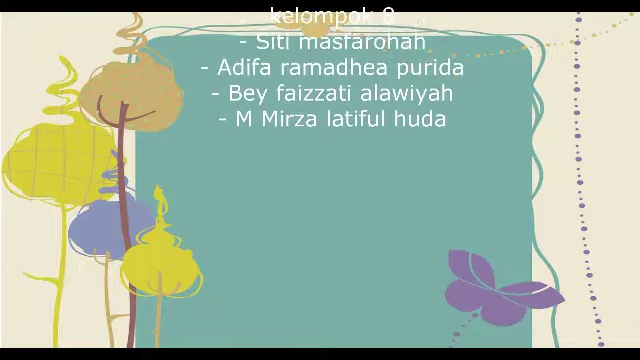 - kelompok 8
- Siti masfarohah
- Adifa ramadhea purida
- Bey faizzati alawiyah
- M Mirza latiful huda